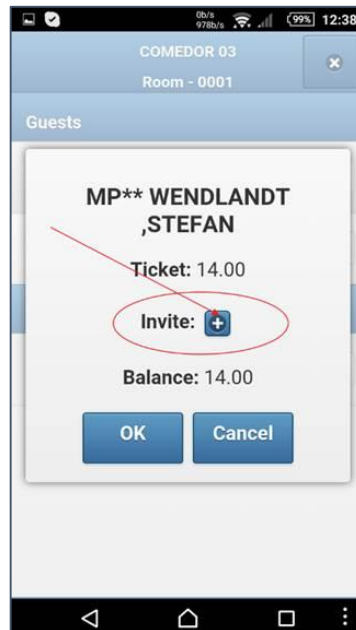 0b/s
978b/s
99%
12:38
COMEDOR 03
Room - 0001
Guests
MP** WENDLANDT
,STEFAN
Ticket: 14.00
Invite:
Balance: 14.00
OK
Cancel